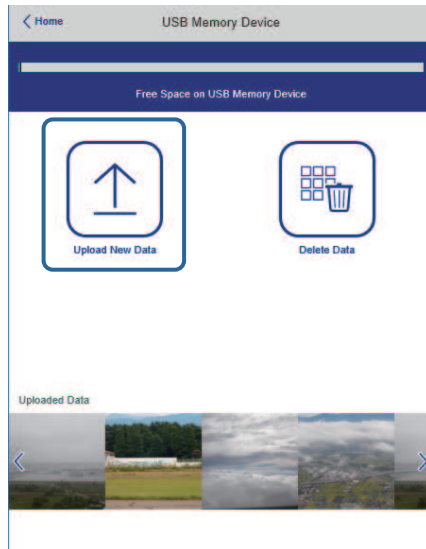 Home
USB Memory Device
Free Space on USB Memory Device
Upload New Data
Delete Data
Uploaded Data